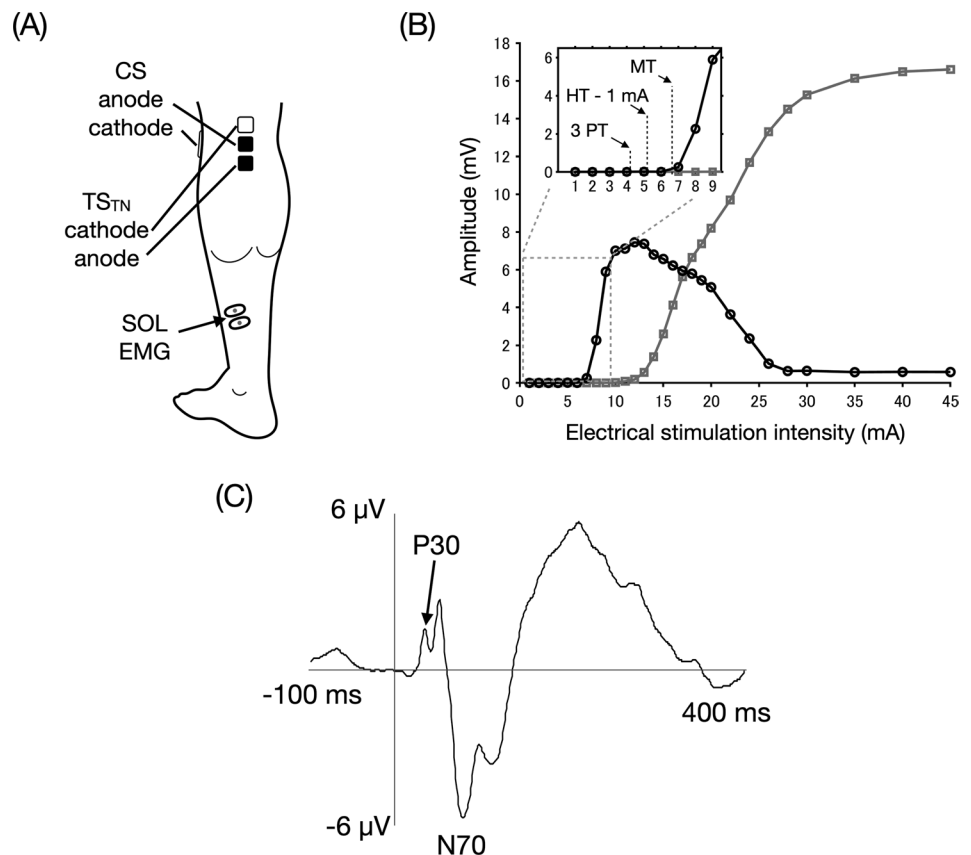 (A)
CS
anode
cathode
TSTN
cathode
anode
SOL
EMG
(B)
18
16
14
12
10
8
6
4
2
0
Amplitude (mV)
6
4
2
0
MT
HT - 1 mA
3 PT
1 2 3 4 5 6 7 8 9
0 5 10 15 20 25 30 35 40 45
Electrical stimulation intensity (mA)
(C)
6 µV
P30
-100 ms
400 ms
-6 µV
N70